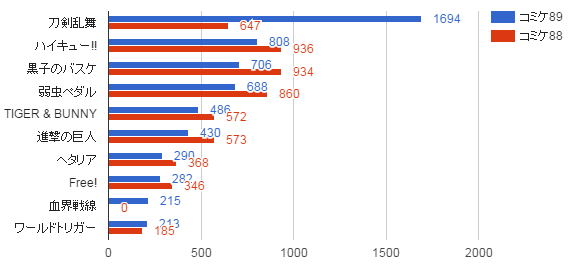 刀剣乱舞 1694 647
ハイキュー!! 808 936
黒子のバスケ 706 934
弱虫ペダル 688 860
TIGER & BUNNY 486 572
進撃の巨人 430 573
ヘタリア 290 368
Free! 282 346
血界戦線 215 0
ワールドトリガー 213 185
0 500 1000 1500 2000
コミケ89
コミケ88